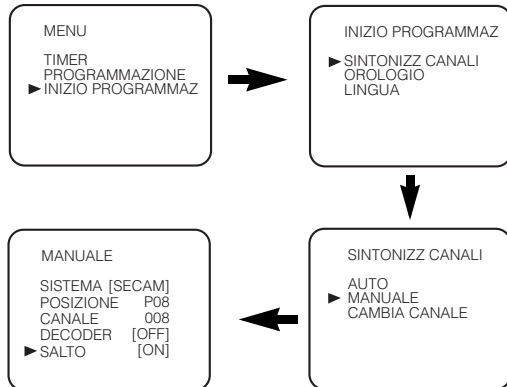 MENU
TIMER
PROGRAMMAZIONE
▶ INIZIO PROGRAMMAZ
INIZIO PROGRAMMAZ
▶ SINTONIZZ CANALI
OROLOGIO
LINGUA
SINTONIZZ CANALI
AUTO
▶ MANUALE
CAMBIA CANALE
MANUALE
SISTEMA [SECAM]
POSIZIONE P08
CANALE 008
DECODER [OFF]
▶ SALTO [ON]